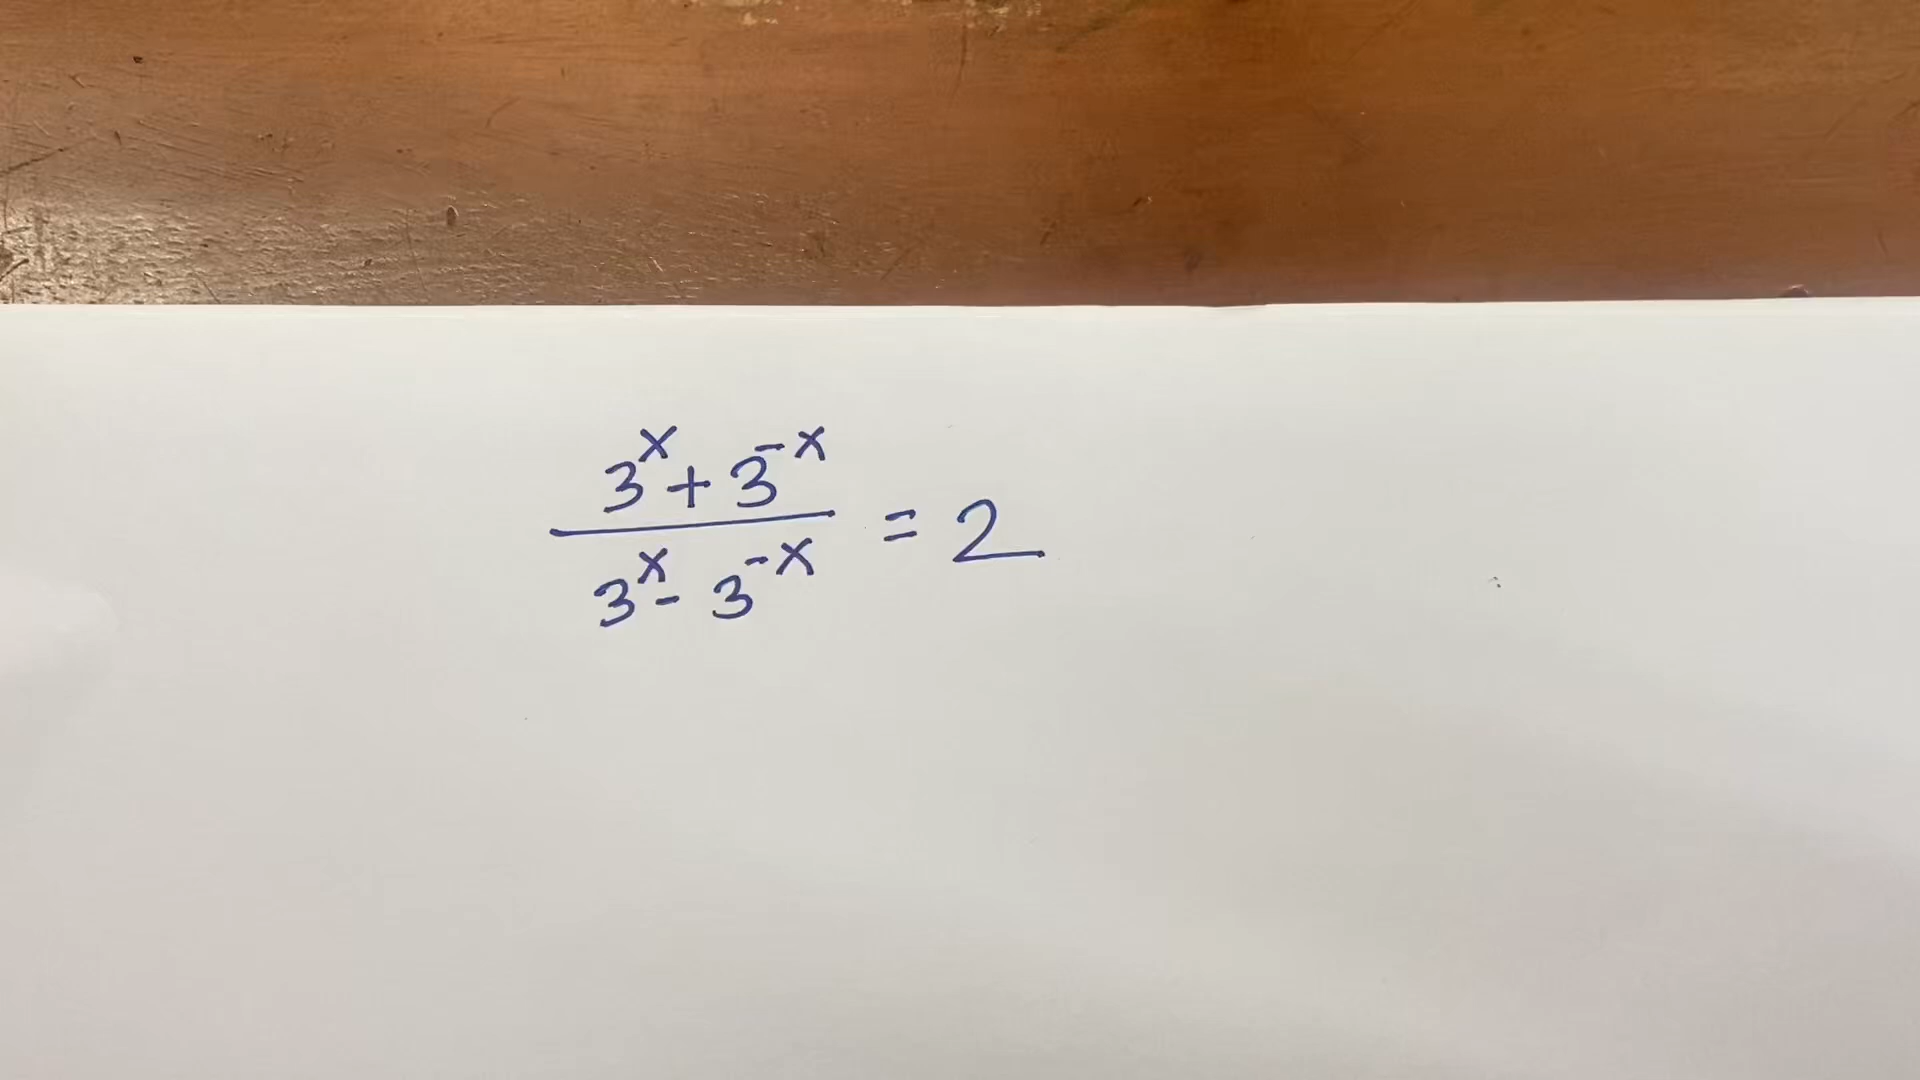 3^x + 3^-x
3^x - 3^-x = 2